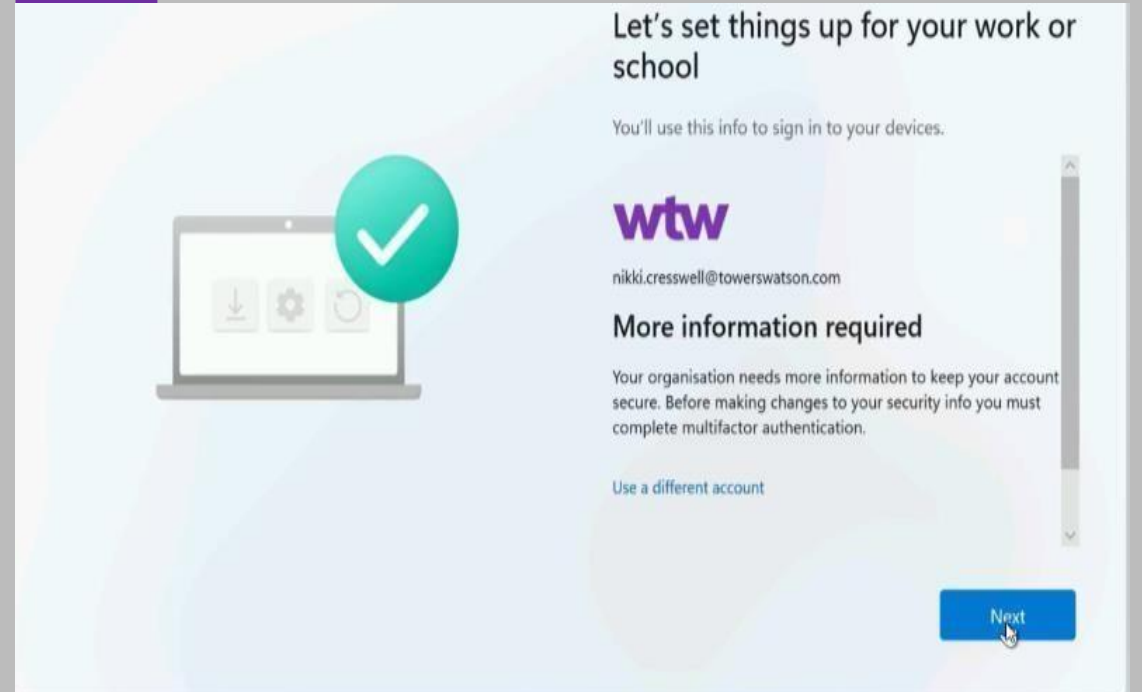 Let's set things up for your work or
school
You'll use this info to sign in to your devices.
wtw
nikki.cresswell@towerswatson.com
More information required
Your organisation needs more information to keep your account
secure. Before making changes to your security info you must
complete multifactor authentication.
Use a different account
Next